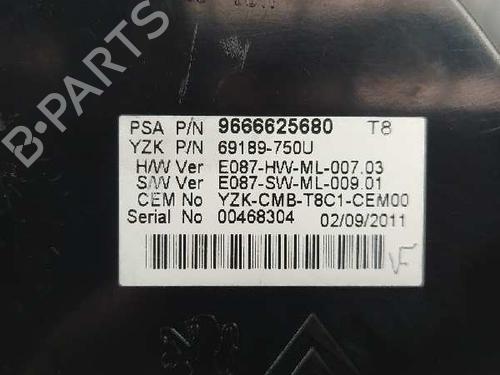 PSA P/N 9666625680 T8
YZK P/N 69189-750U
H/W Ver E087-HW-ML-007.03
S/W Ver E087-SW-ML-009.01
CEM No YZK-CMB-T8C1-CEM00
Serial No 00468304 02/09/2011
VF
B-PARTS